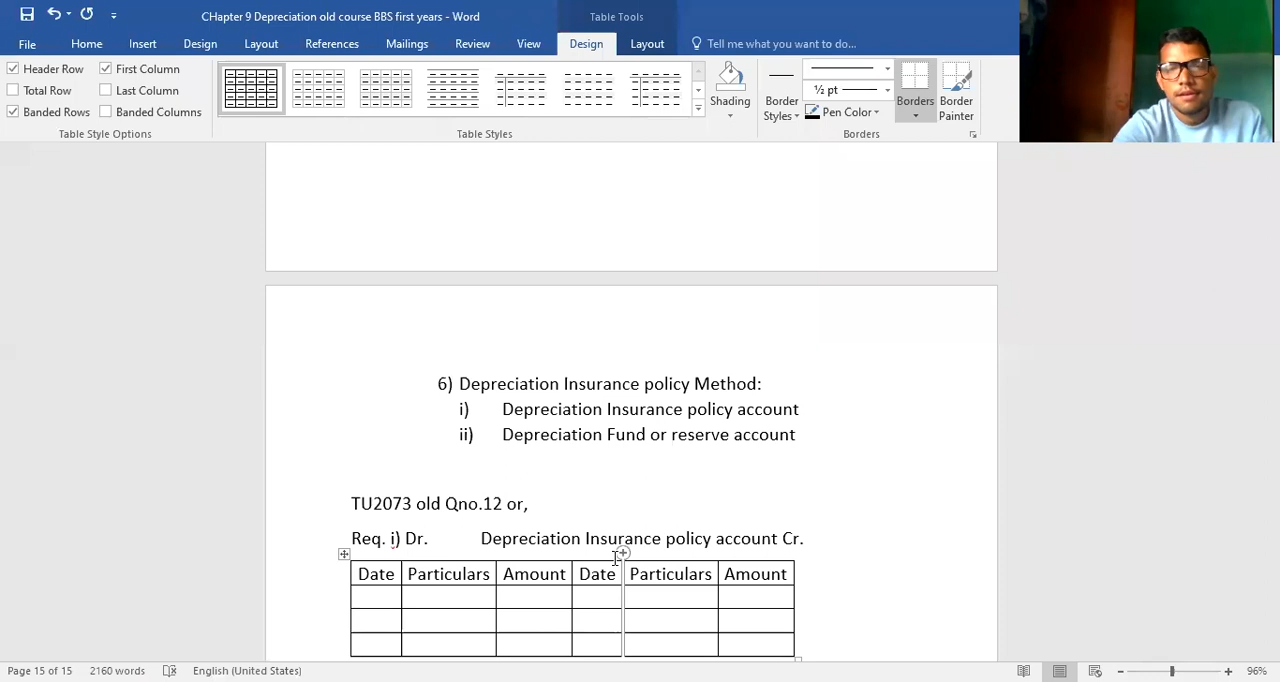 CHapter 9 Depreciation old course BBS first years - Word
Table Tools
File Home Insert Design Layout References Mailings Review View Design Layout Tell me what you want to do...
Header Row First Column
Total Row Last Column
Banded Rows Banded Columns
Table Style Options
Table Styles
Shading
Border Styles
½ pt
Pen Color
Borders
Border Painter
Borders
6) Depreciation Insurance policy Method:
i) Depreciation Insurance policy account
ii) Depreciation Fund or reserve account
TU2073 old Qno.12 or,
Req. i) Dr. Depreciation Insurance policy account Cr.
Date Particulars Amount Date Particulars Amount
Page 15 of 15 2160 words English (United States) 96%